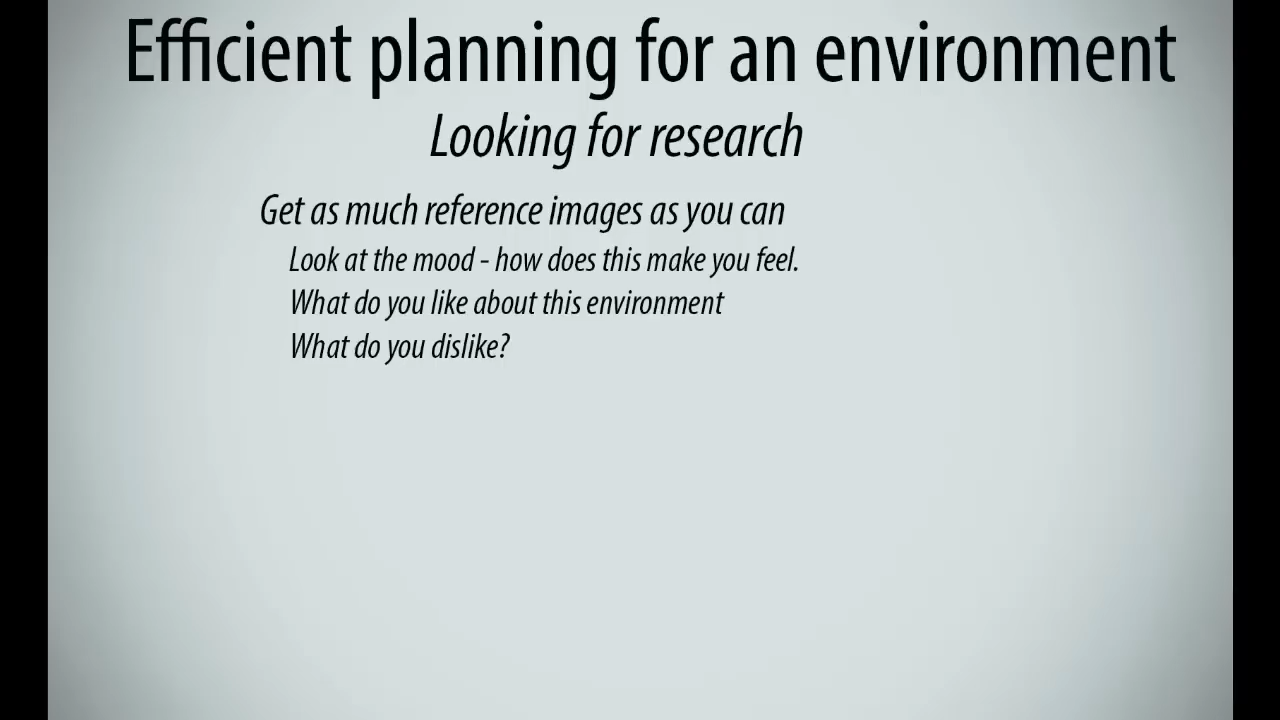 Efficient planning for an environment
Looking for research
Get as much reference images as you can
Look at the mood - how does this make you feel.
What do you like about this environment
What do you dislike?